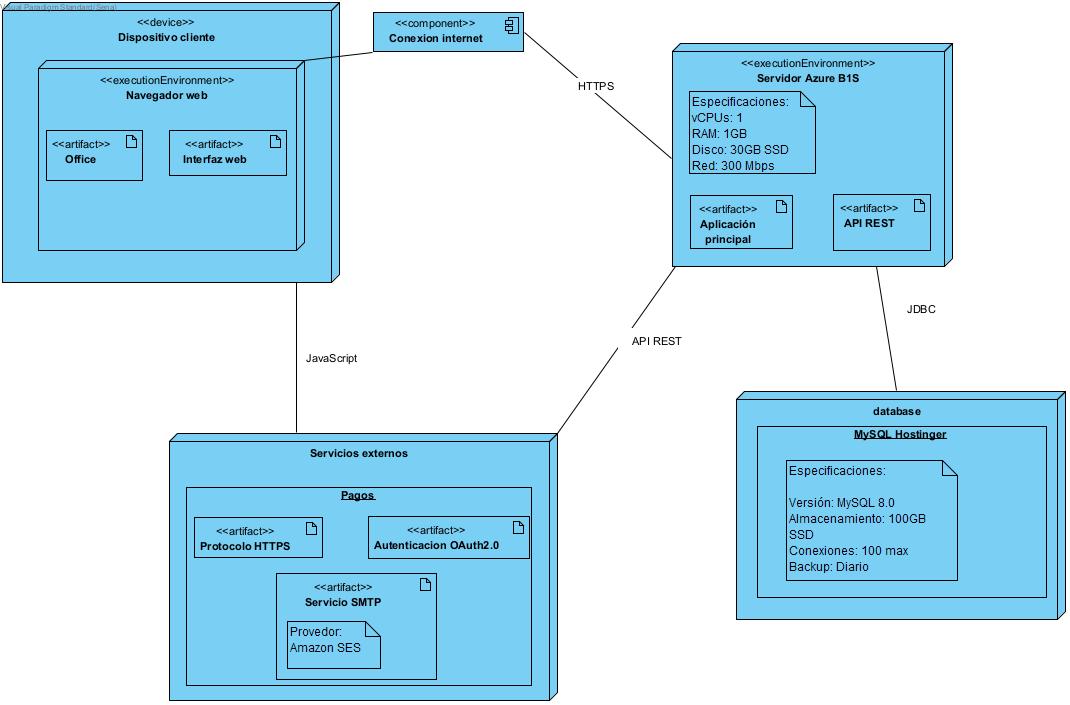 Visual Paradigm Standard(Sena)
<<device>>
Dispositivo cliente
<<executionEnvironment>>
Navegador web
<<artifact>>
Office
<<artifact>>
Interfaz web
<<component>>
Conexion internet
HTTPS
<<executionEnvironment>>
Servidor Azure B1S
Especificaciones:
vCPUs: 1
RAM: 1GB
Disco: 30GB SSD
Red: 300 Mbps
<<artifact>>
Aplicación
principal
<<artifact>>
API REST
JavaScript
API REST
JDBC
Servicios externos
Pagos
<<artifact>>
Protocolo HTTPS
<<artifact>>
Autenticacion OAuth2.0
<<artifact>>
Servicio SMTP
Provedor:
Amazon SES
database
MySQL Hostinger
Especificaciones:
Versión: MySQL 8.0
Almacenamiento: 100GB
SSD
Conexiones: 100 max
Backup: Diario